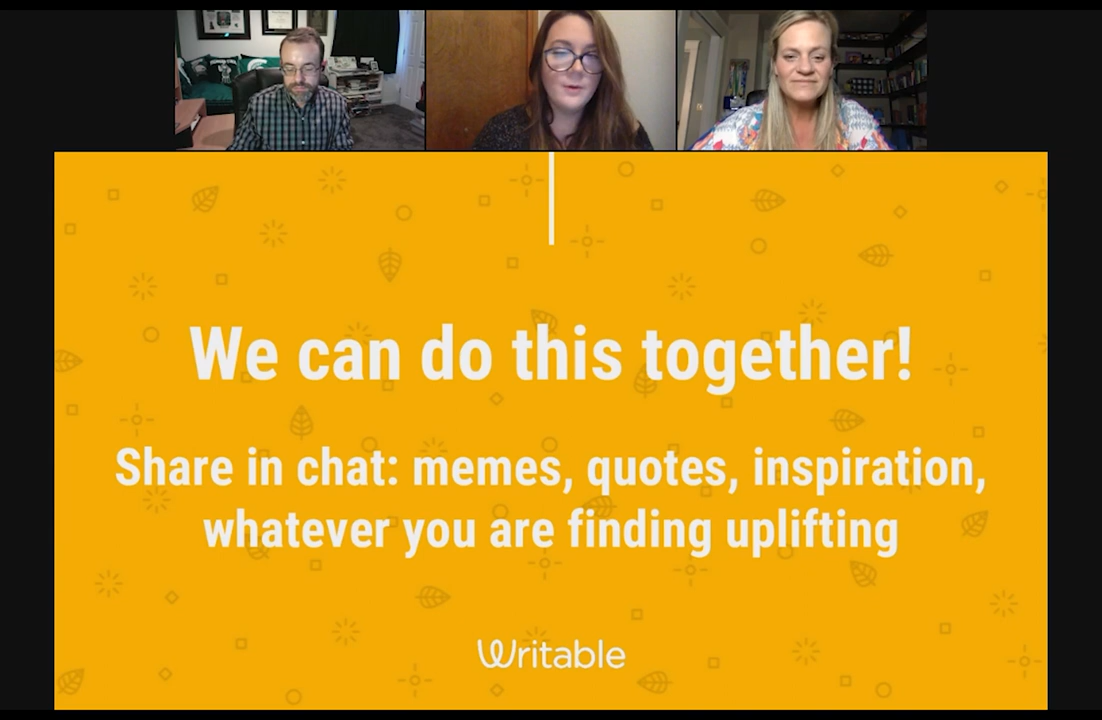 We can do this together!
Share in chat: memes, quotes, inspiration,
whatever you are finding uplifting
Writable